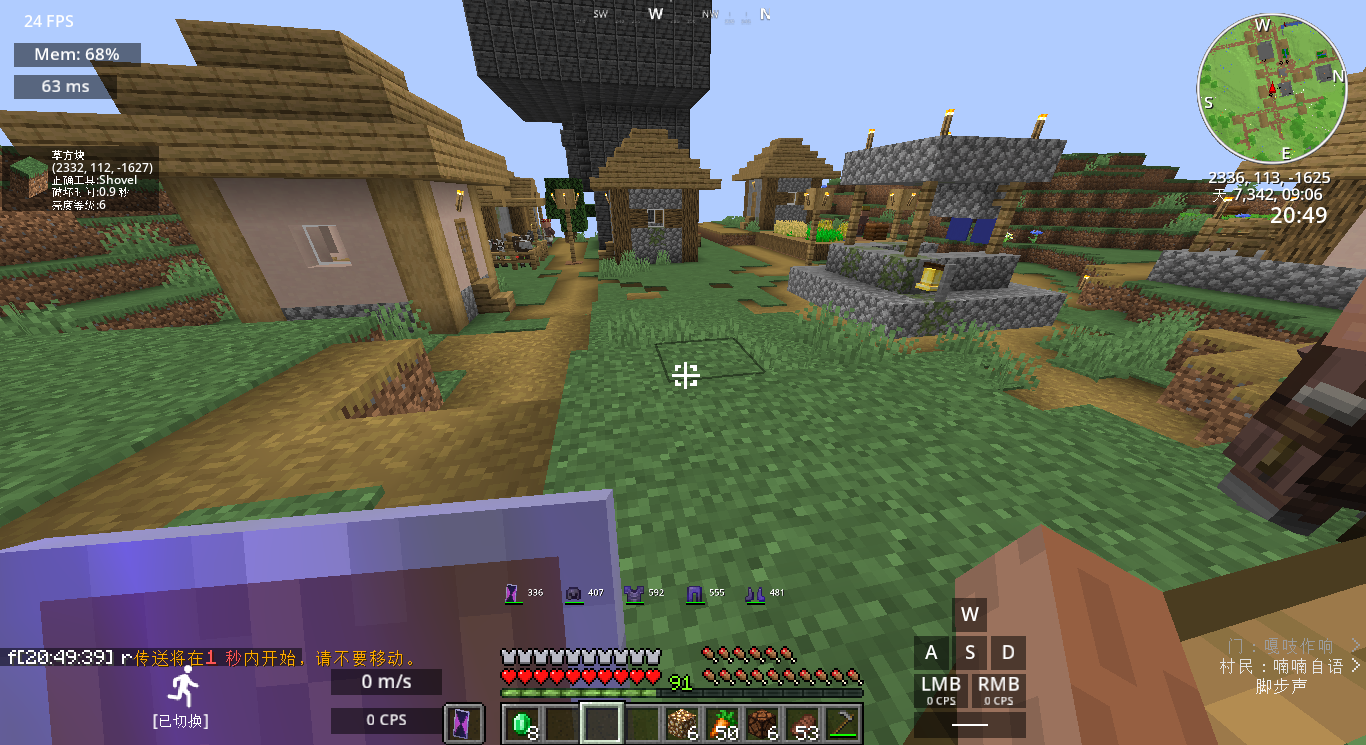 24 FPS
Mem: 68%
63 ms
SW W NW N
W
N
S
E
草方块
(2332, 112, -1627)
正确工具:Shovel
破坏时间:0.9 秒
亮度等级:6
2336, 113, -1625
天 7,342, 09:06
20:49
336 407 592 555 481
f[20:49:39] r传送将在1 秒内开始，请不要移动。
[已切换]
0 m/s
0 CPS
91
8 6 50 6 53
W
A S D
LMB RMB
0 CPS 0 CPS
门：嘎吱作响 >
村民：喃喃自语 >
脚步声